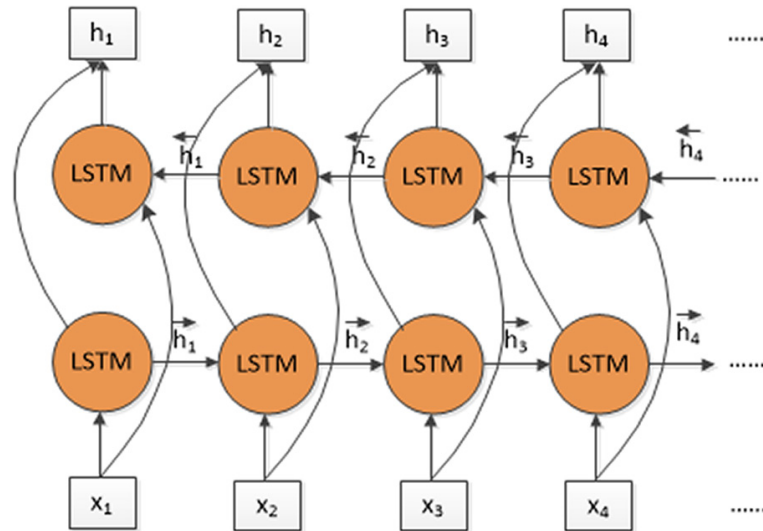 h₁ h₂ h₃ h₄ ......
←h₁ ←h₂ ←h₃ ←h₄
LSTM LSTM LSTM LSTM ......
→h₁ →h₂ →h₃ →h₄
LSTM LSTM LSTM LSTM ......
x₁ x₂ x₃ x₄ ......